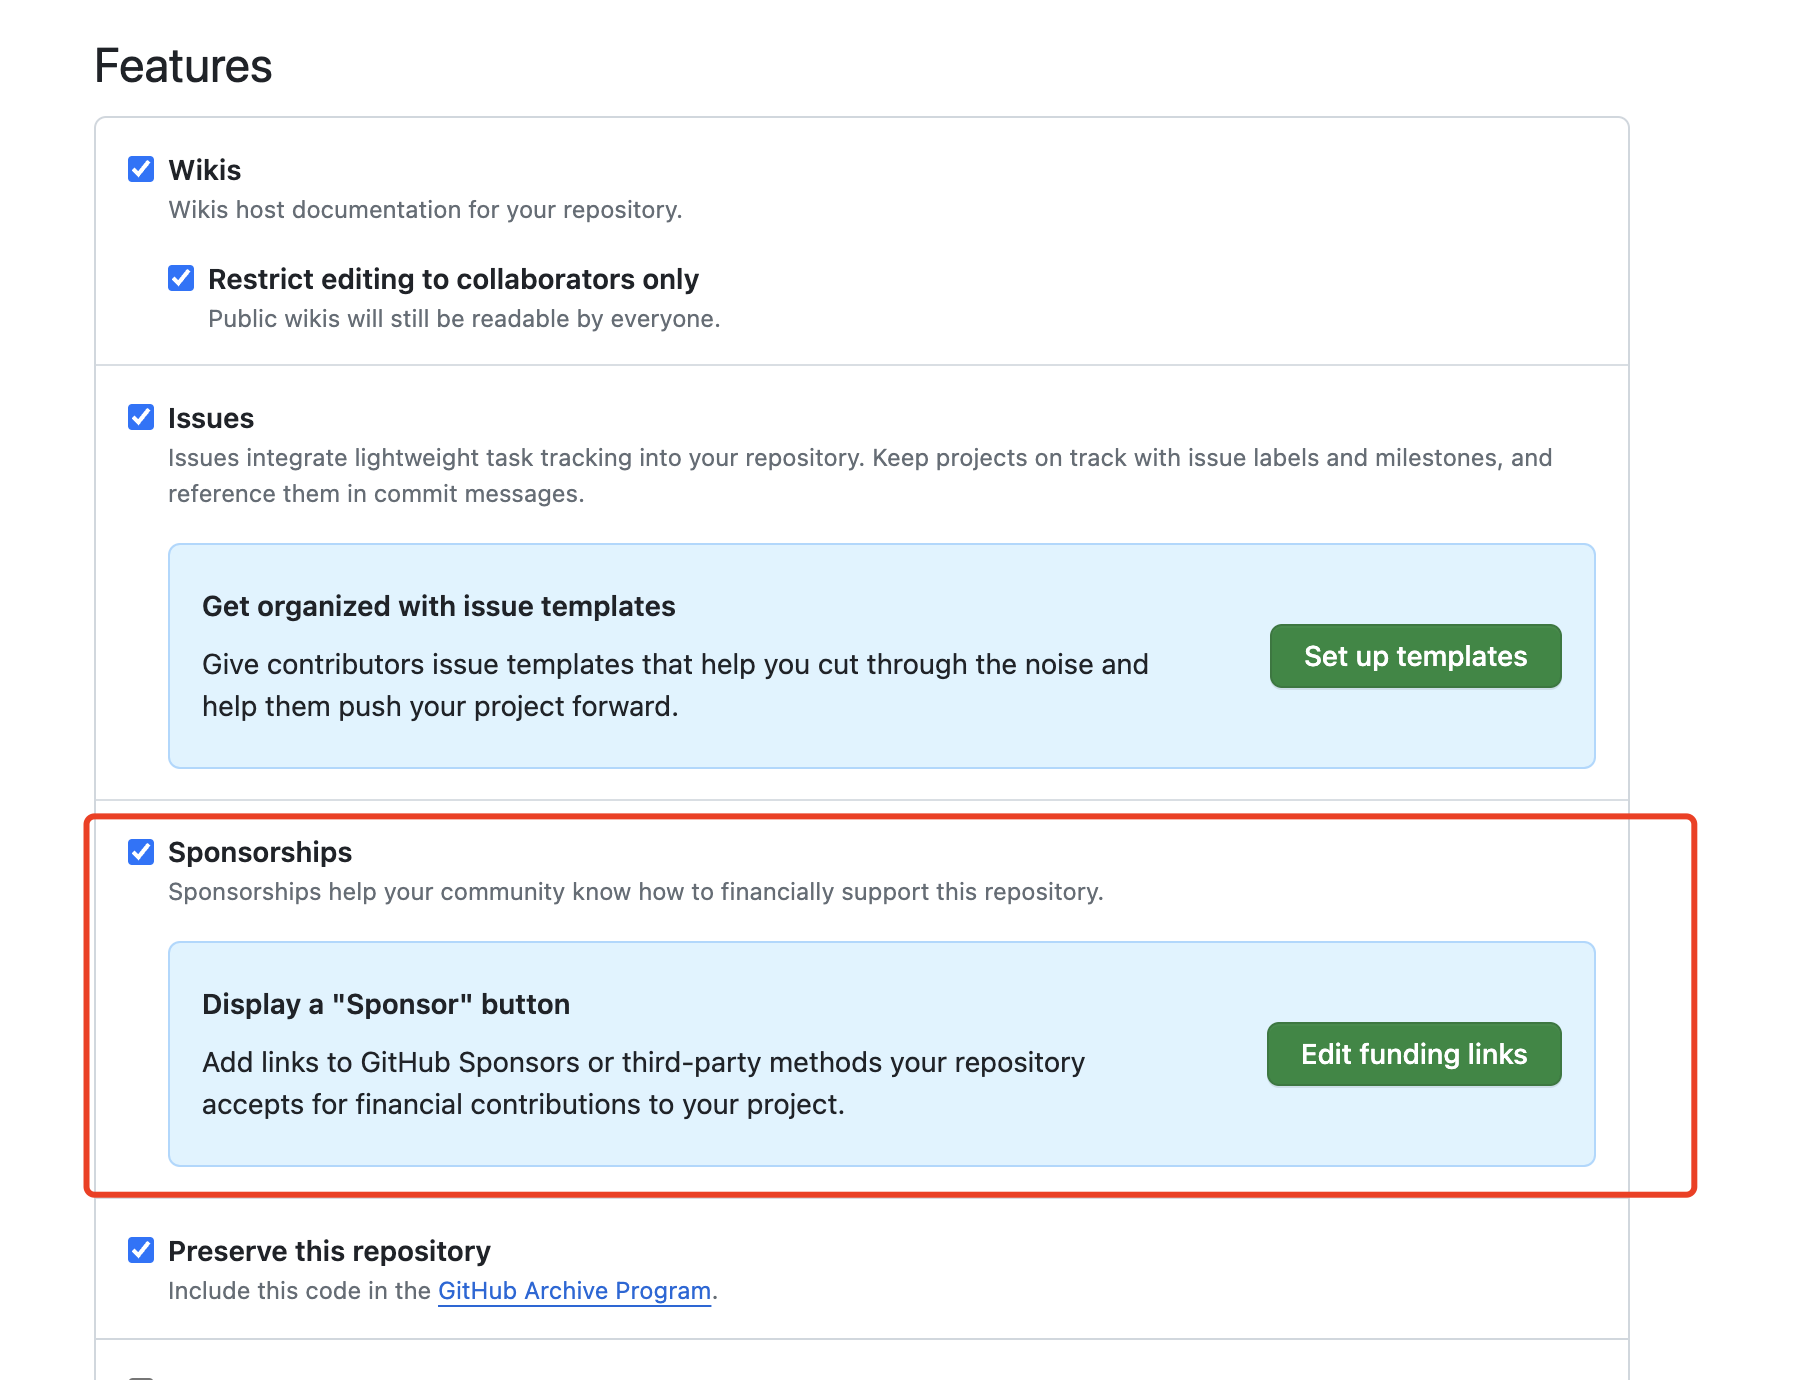 Features
Wikis
Wikis host documentation for your repository.
Restrict editing to collaborators only
Public wikis will still be readable by everyone.
Issues
Issues integrate lightweight task tracking into your repository. Keep projects on track with issue labels and milestones, and
reference them in commit messages.
Get organized with issue templates
Give contributors issue templates that help you cut through the noise and
help them push your project forward.
Set up templates
Sponsorships
Sponsorships help your community know how to financially support this repository.
Display a "Sponsor" button
Add links to GitHub Sponsors or third-party methods your repository
accepts for financial contributions to your project.
Edit funding links
Preserve this repository
Include this code in the GitHub Archive Program.